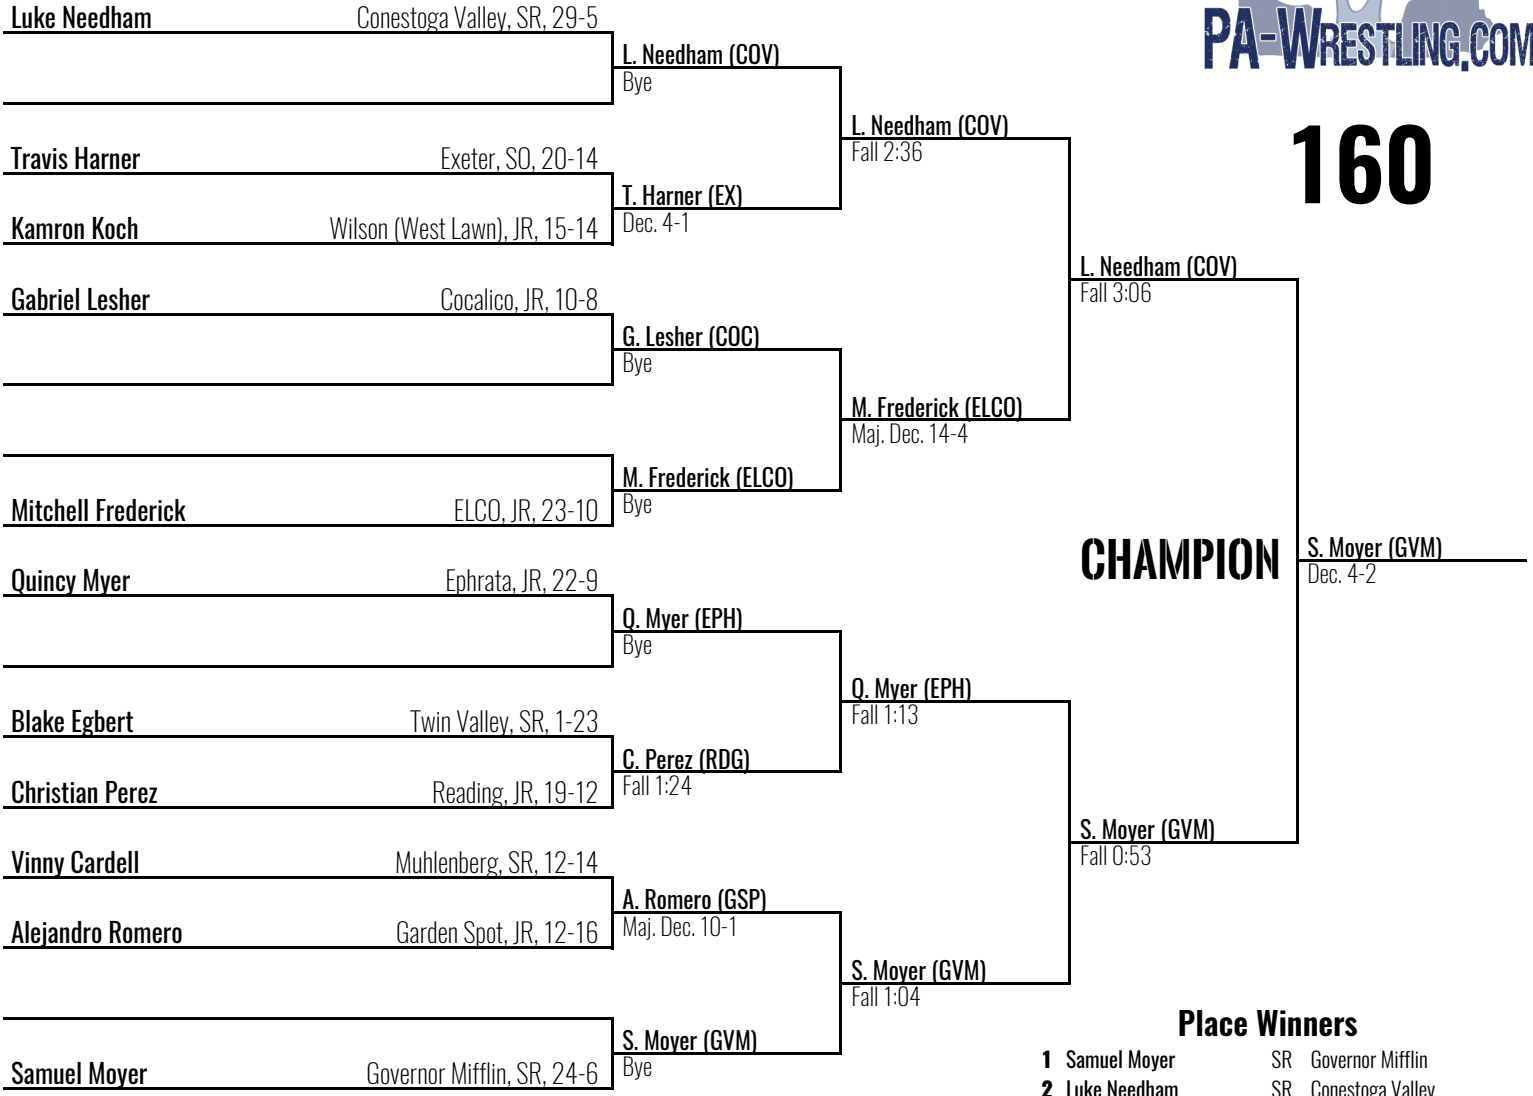 Luke Needham Conestoga Valley, SR, 29-5
L. Needham (COV)
Bye
PA-WRESTLING.COM
160
L. Needham (COV)
Fall 2:36
Travis Harner Exeter, SO, 20-14
T. Harner (EX)
Dec. 4-1
Kamron Koch Wilson (West Lawn), JR, 15-14
L. Needham (COV)
Fall 3:06
Gabriel Lesher Cocalico, JR, 10-8
G. Lesher (COC)
Bye
M. Frederick (ELCO)
Maj. Dec. 14-4
M. Frederick (ELCO)
Bye
Mitchell Frederick ELCO, JR, 23-10
CHAMPION
S. Moyer (GVM)
Dec. 4-2
Quincy Myer Ephrata, JR, 22-9
Q. Myer (EPH)
Bye
Q. Myer (EPH)
Fall 1:13
Blake Egbert Twin Valley, SR, 1-23
C. Perez (RDG)
Fall 1:24
Christian Perez Reading, JR, 19-12
S. Moyer (GVM)
Fall 0:53
Vinny Cardell Muhlenberg, SR, 12-14
A. Romero (GSP)
Maj. Dec. 10-1
Alejandro Romero Garden Spot, JR, 12-16
S. Moyer (GVM)
Fall 1:04
S. Moyer (GVM)
Bye
Samuel Moyer Governor Mifflin, SR, 24-6
Place Winners
1 Samuel Moyer SR Governor Mifflin
2 Luke Needham SR Conestoga Valley